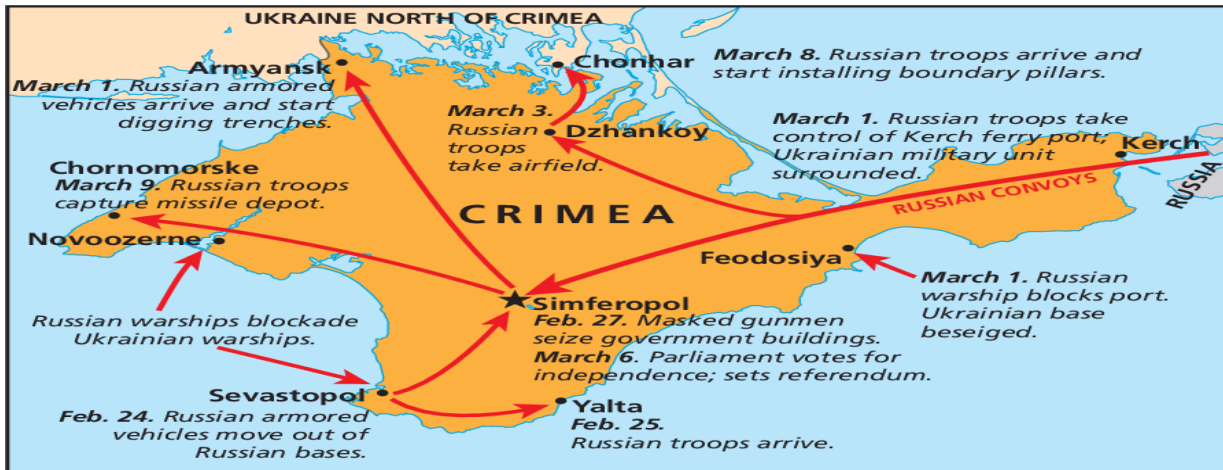 UKRAINE NORTH OF CRIMEA
Armyansk
March 1. Russian armored
vehicles arrive and start
digging trenches.
Chonhar
March 8. Russian troops arrive and
start installing boundary pillars.
March 3.
Russian
troops
take airfield.
Dzhankoy
March 1. Russian troops take
control of Kerch ferry port;
Ukrainian military unit
surrounded.
Kerch
RUSSIA
RUSSIAN CONVOYS
Chornomorske
March 9. Russian troops
capture missile depot.
Novoozerne
CRIMEA
Feodosiya
March 1. Russian
warship blocks port.
Ukrainian base
beseiged.
Russian warships blockade
Ukrainian warships.
Simferopol
Feb. 27. Masked gunmen
seize government buildings.
March 6. Parliament votes for
independence; sets referendum.
Sevastopol
Feb. 24. Russian armored
vehicles move out of
Russian bases.
Yalta
Feb. 25.
Russian troops arrive.